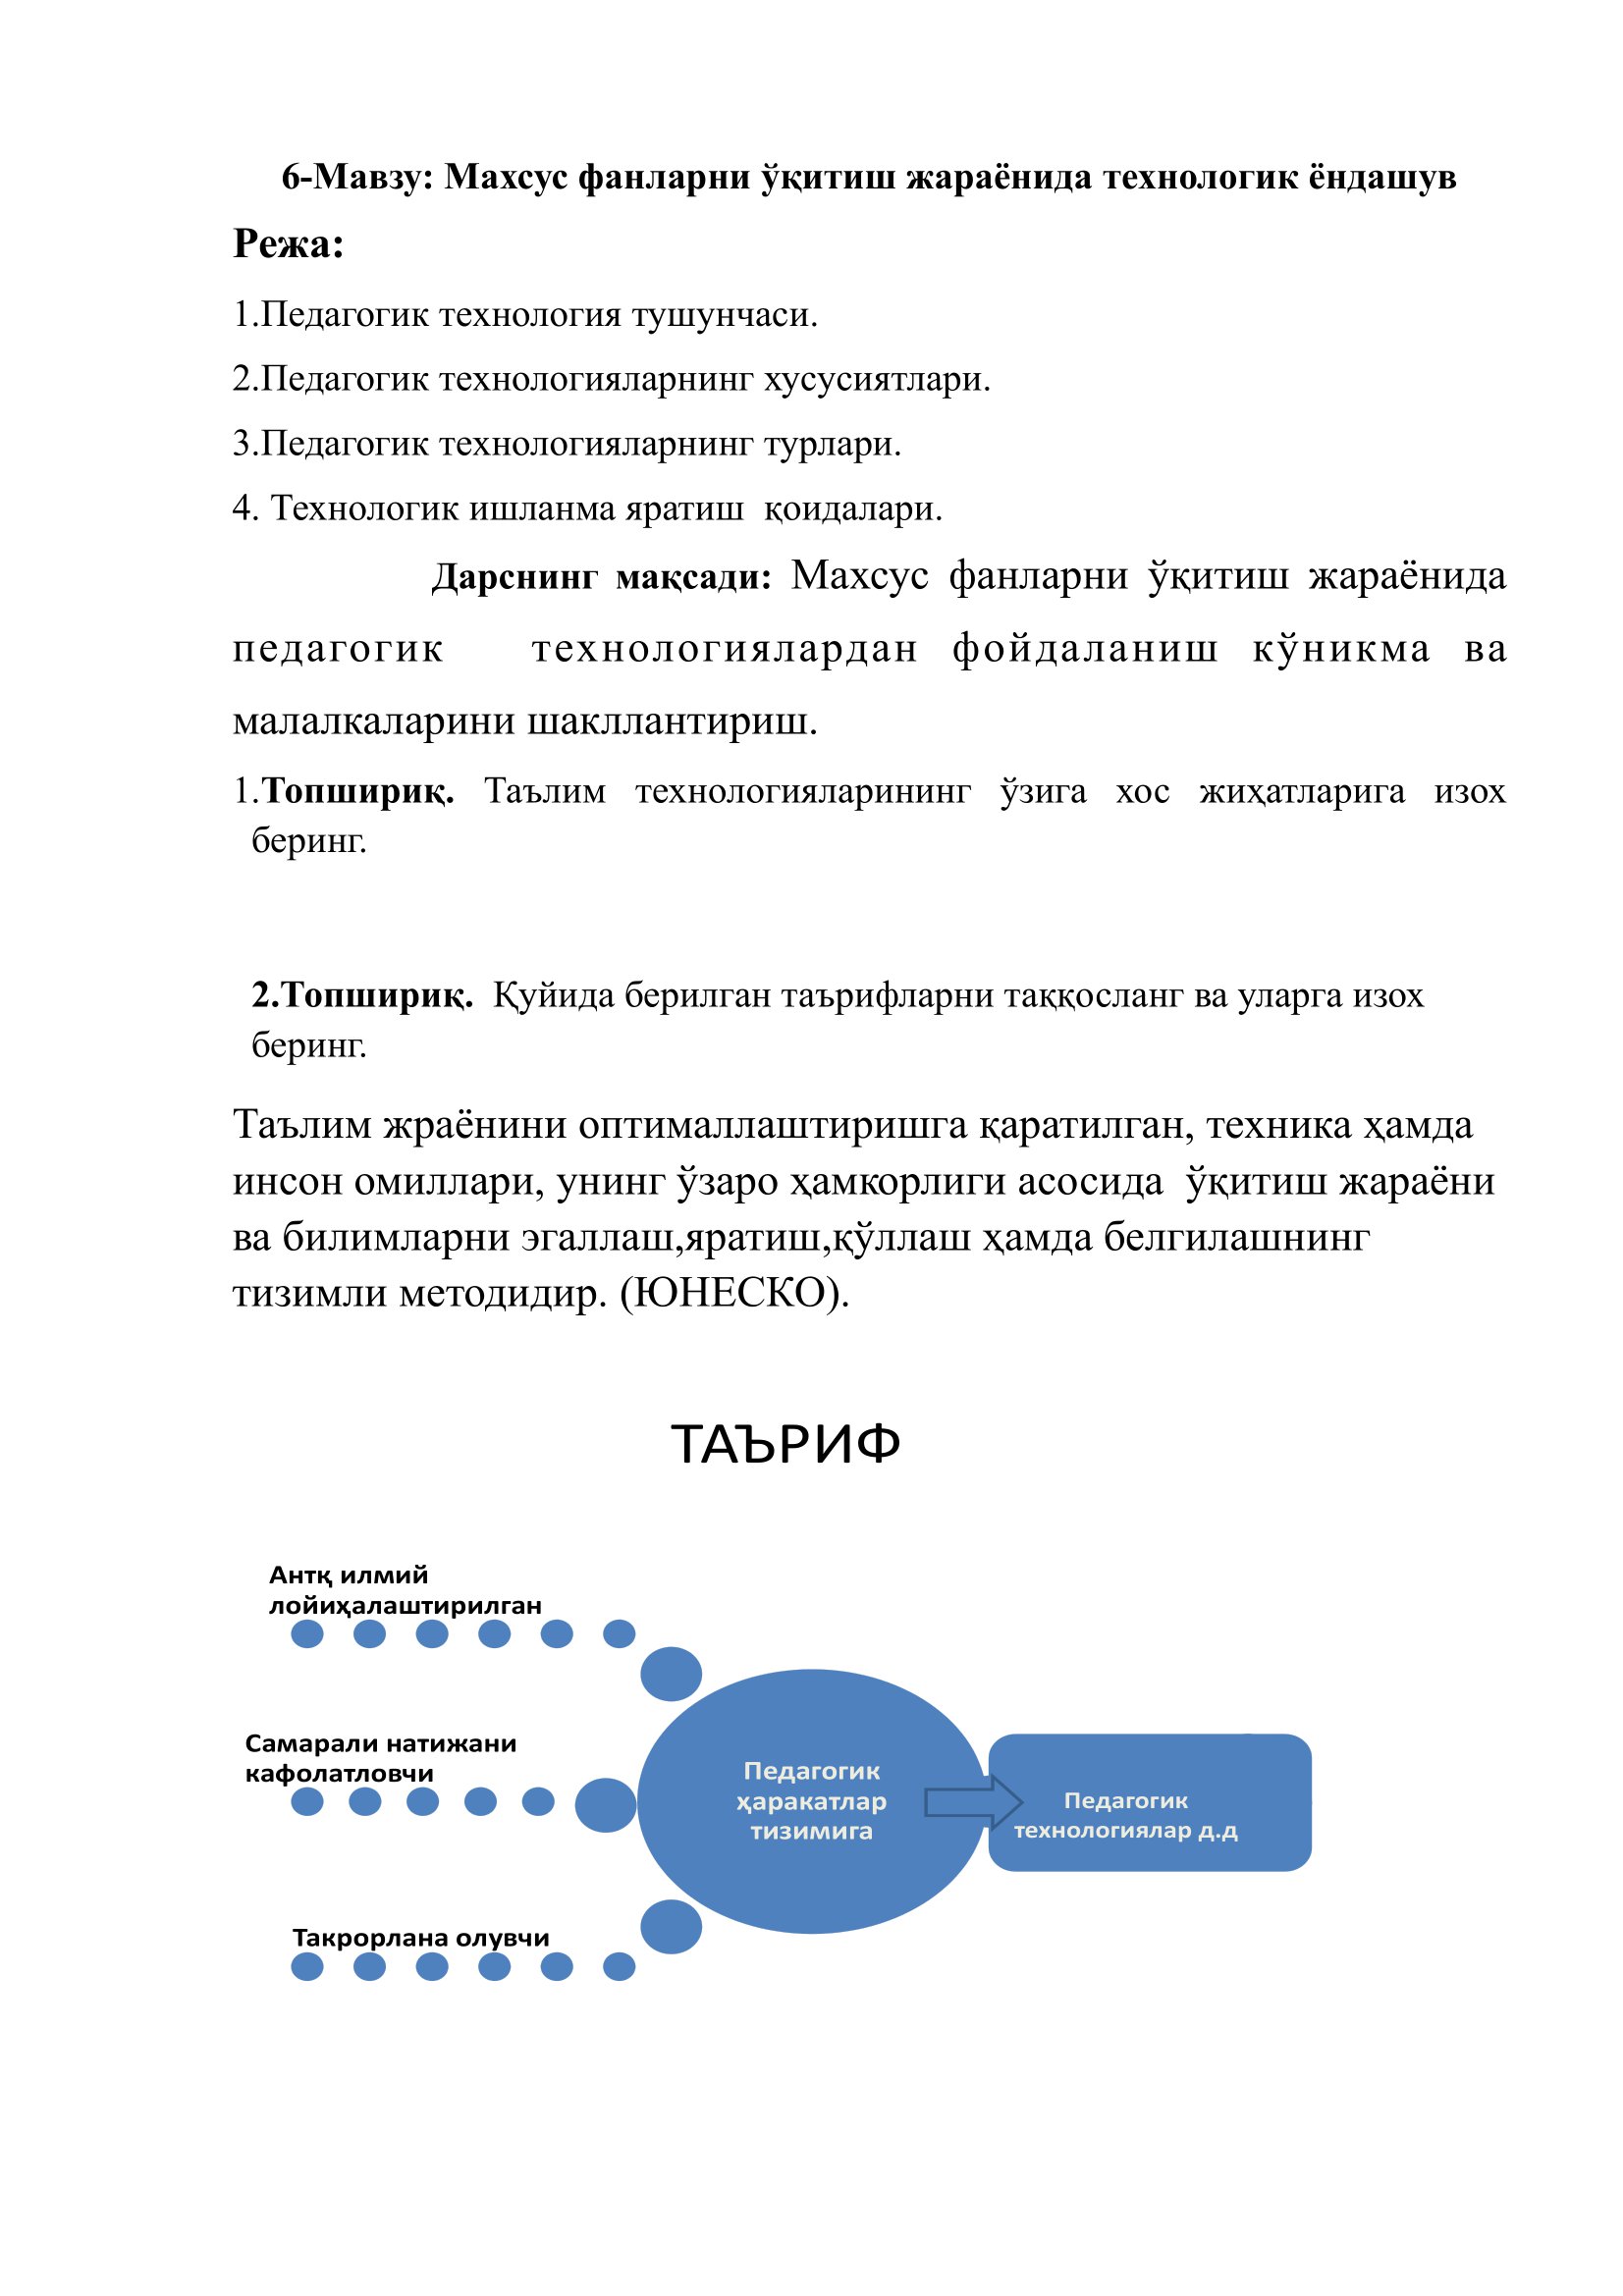 6-Мавзу: Махсус фанларни ўқитиш жараёнида технологик ёндашув
Режа:
1.Педагогик технология тушунчаси.
2.Педагогик технологияларнинг хусусиятлари.
3.Педагогик технологияларнинг турлари.
4. Технологик ишланма яратиш қоидалари.
Дарснинг мақсади: Махсус фанларни ўқитиш жараёнида
педагогик технологиялардан фойдаланиш кўникма ва
малалкаларини шакллантириш.
1.Топшириқ. Таълим технологияларининг ўзига хос жиҳатларига изох
беринг.
2.Топшириқ. Қуйида берилган таърифларни таққосланг ва уларга изох
беринг.
Таълим жраёнини оптималлаштиришга қаратилган, техника ҳамда
инсон омиллари, унинг ўзаро ҳамкорлиги асосида ўқитиш жараёни
ва билимларни эгаллаш,яратиш,қўллаш ҳамда белгилашнинг
тизимли методидир. (ЮНЕСКО).
ТАЪРИФ
Антқ илмий
лойиҳалаштирилган
Самарали натижани
кафолатловчи
Такрорлана олувчи
Педагогик
ҳаракатлар
тизимига
Педагогик
технологиялар д.д